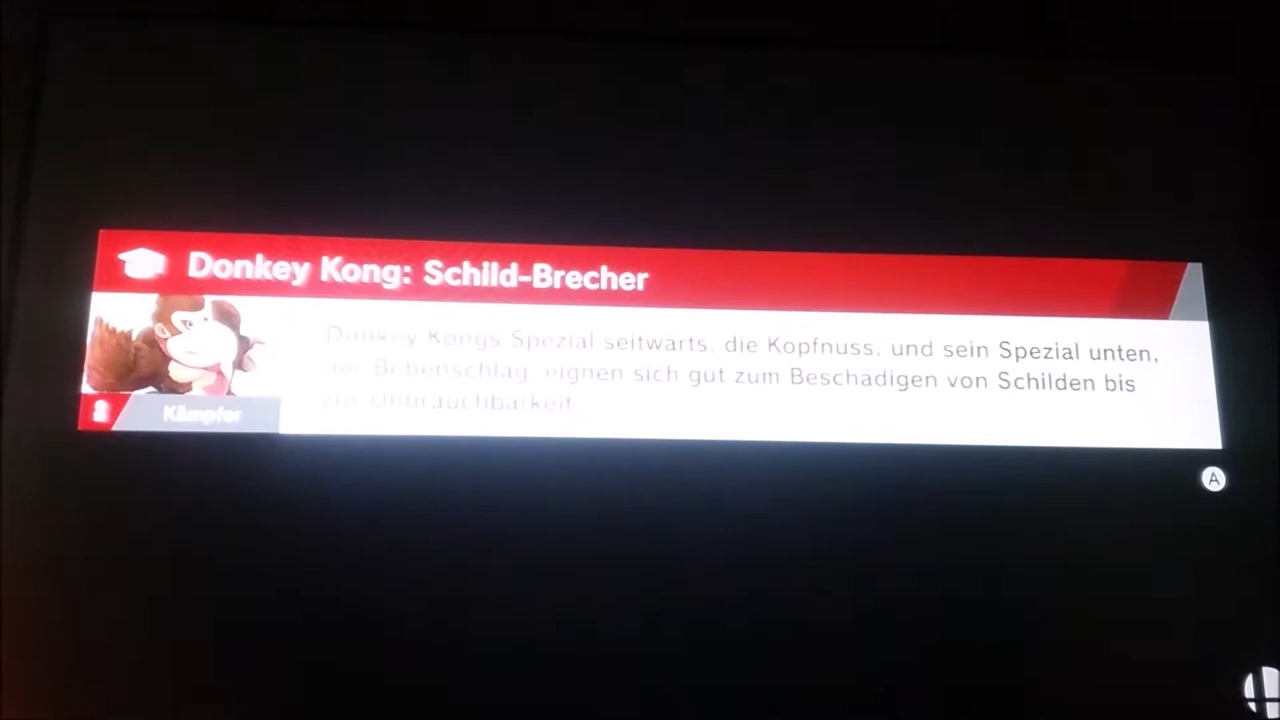 Donkey Kong: Schild-Brecher
Donkey Kongs Spezial seitwärts, die Kopfnuss, und sein Spezial unten,
der Bebenschlag, eignen sich gut zum Beschädigen von Schilden bis
zur Unbrauchbarkeit.
Kämpfer
A